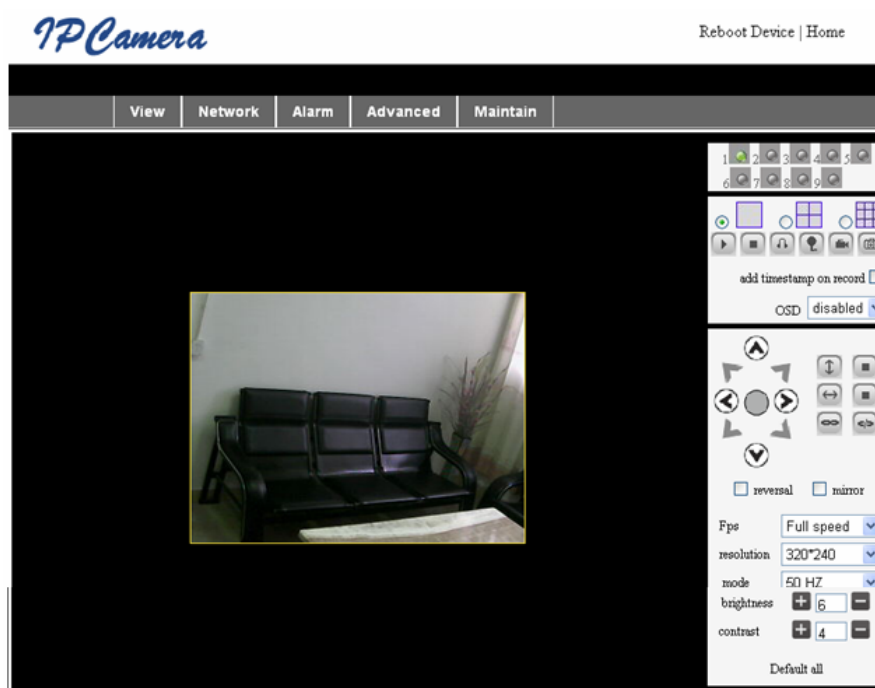 IPCamera
Reboot Device | Home
View Network Alarm Advanced Maintain
1 2 3 4 5
6 7 8 9
add timestamp on record
OSD disabled
reversal mirror
Fps Full speed
resolution 320*240
mode 50 HZ
brightness 6
contrast 4
Default all